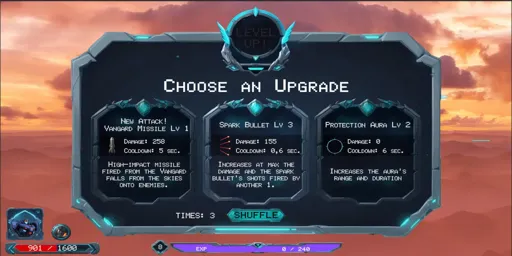 LEVEL
UP!
CHOOSE AN UPGRADE
NEW ATTACK!
VANGARD MISSILE LV 1
DAMAGE: 258
COOLDOWN: 5 SEC.
HIGH-IMPACT MISSILE
FIRED FROM THE VANGARD
FALLS FROM THE SKIES
ONTO ENEMIES.
SPARK BULLET LV 3
DAMAGE: 155
COOLDOWN: 0,6 SEC.
INCREASES AT MAX THE
DAMAGE AND THE SPARK
BULLET'S SHOTS FIRED BY
ANOTHER 1.
PROTECTION AURA LV 2
DAMAGE: 0
COOLDOWN: 6 SEC.
INCREASES THE AURA'S
RANGE AND DURATION
TIMES: 3
SHUFFLE
901 / 1600
0
EXP
0 / 240